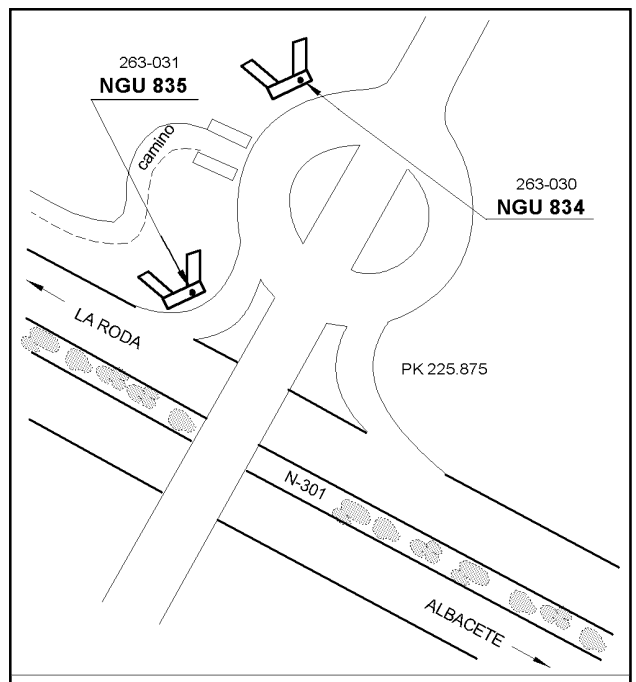 263-031
NGU 835
camino
263-030
NGU 834
LA RODA
PK 225.875
N-301
ALBACETE